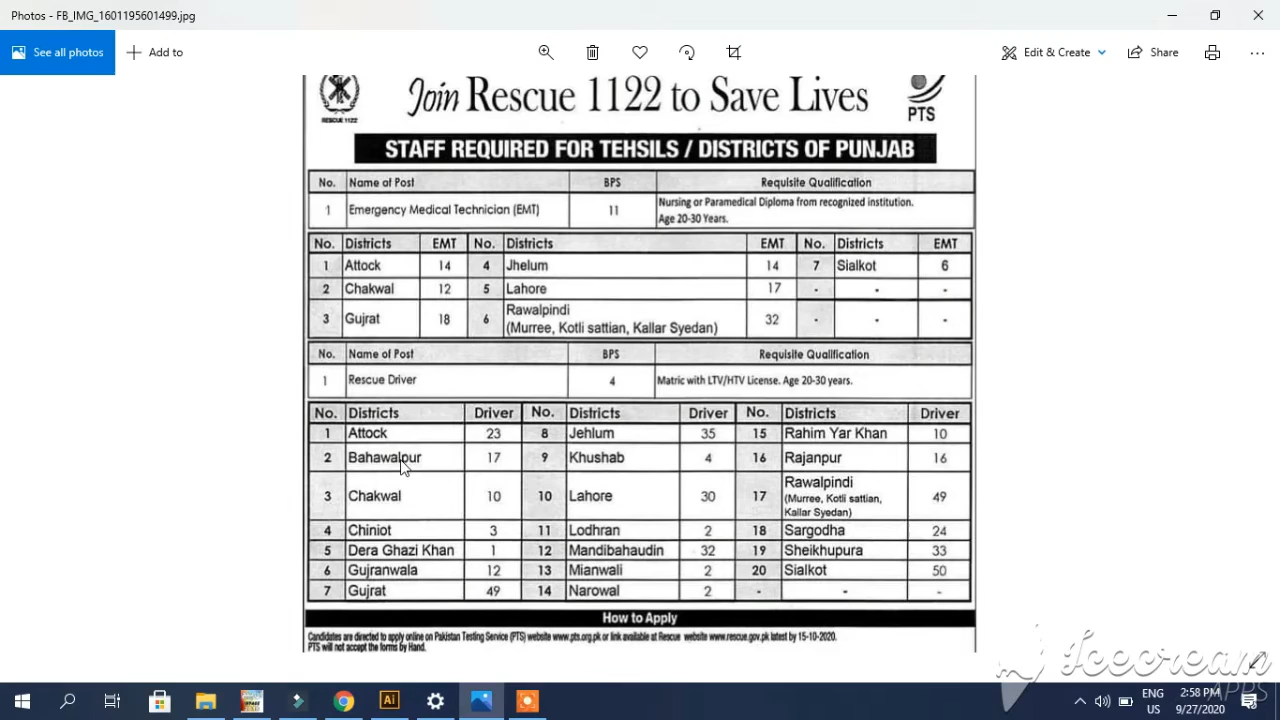 Photos - FB_IMG_1601195601499.jpg
See all photos
Add to
Edit & Create
Share
RESCUE 1122
Join Rescue 1122 to Save Lives
PTS
STAFF REQUIRED FOR TEHSILS / DISTRICTS OF PUNJAB
No. Name of Post BPS Requisite Qualification
1 Emergency Medical Technician (EMT) 11 Nursing or Paramedical Diploma from recognized institution.
Age 20-30 Years.
No. Districts EMT No. Districts EMT No. Districts EMT
1 Attock 14 4 Jhelum 14 7 Sialkot 6
2 Chakwal 12 5 Lahore 17 - - -
3 Gujrat 18 6 Rawalpindi
(Murree, Kotli sattian, Kallar Syedan) 32 - - -
No. Name of Post BPS Requisite Qualification
1 Rescue Driver 4 Matric with LTV/HTV License. Age 20-30 years.
No. Districts Driver No. Districts Driver No. Districts Driver
1 Attock 23 8 Jehlum 35 15 Rahim Yar Khan 10
2 Bahawalpur 17 9 Khushab 4 16 Rajanpur 16
3 Chakwal 10 10 Lahore 30 17 Rawalpindi
(Murree, Kotli sattian,
Kallar Syedan) 49
4 Chiniot 3 11 Lodhran 2 18 Sargodha 24
5 Dera Ghazi Khan 1 12 Mandibahaudin 32 19 Sheikhupura 33
6 Gujranwala 12 13 Mianwali 2 20 Sialkot 50
7 Gujrat 49 14 Narowal 2 - - -
How to Apply
Candidates are directed to apply online on Pakistan Testing Service (PTS) website www.pts.org.pk or link available at Rescue website www.rescue.gov.pk latest by 15-10-2020.
PTS will not accept the forms by Hand.
Icecream
APPS
Ai
ENG
US
2:58 PM
9/27/2020